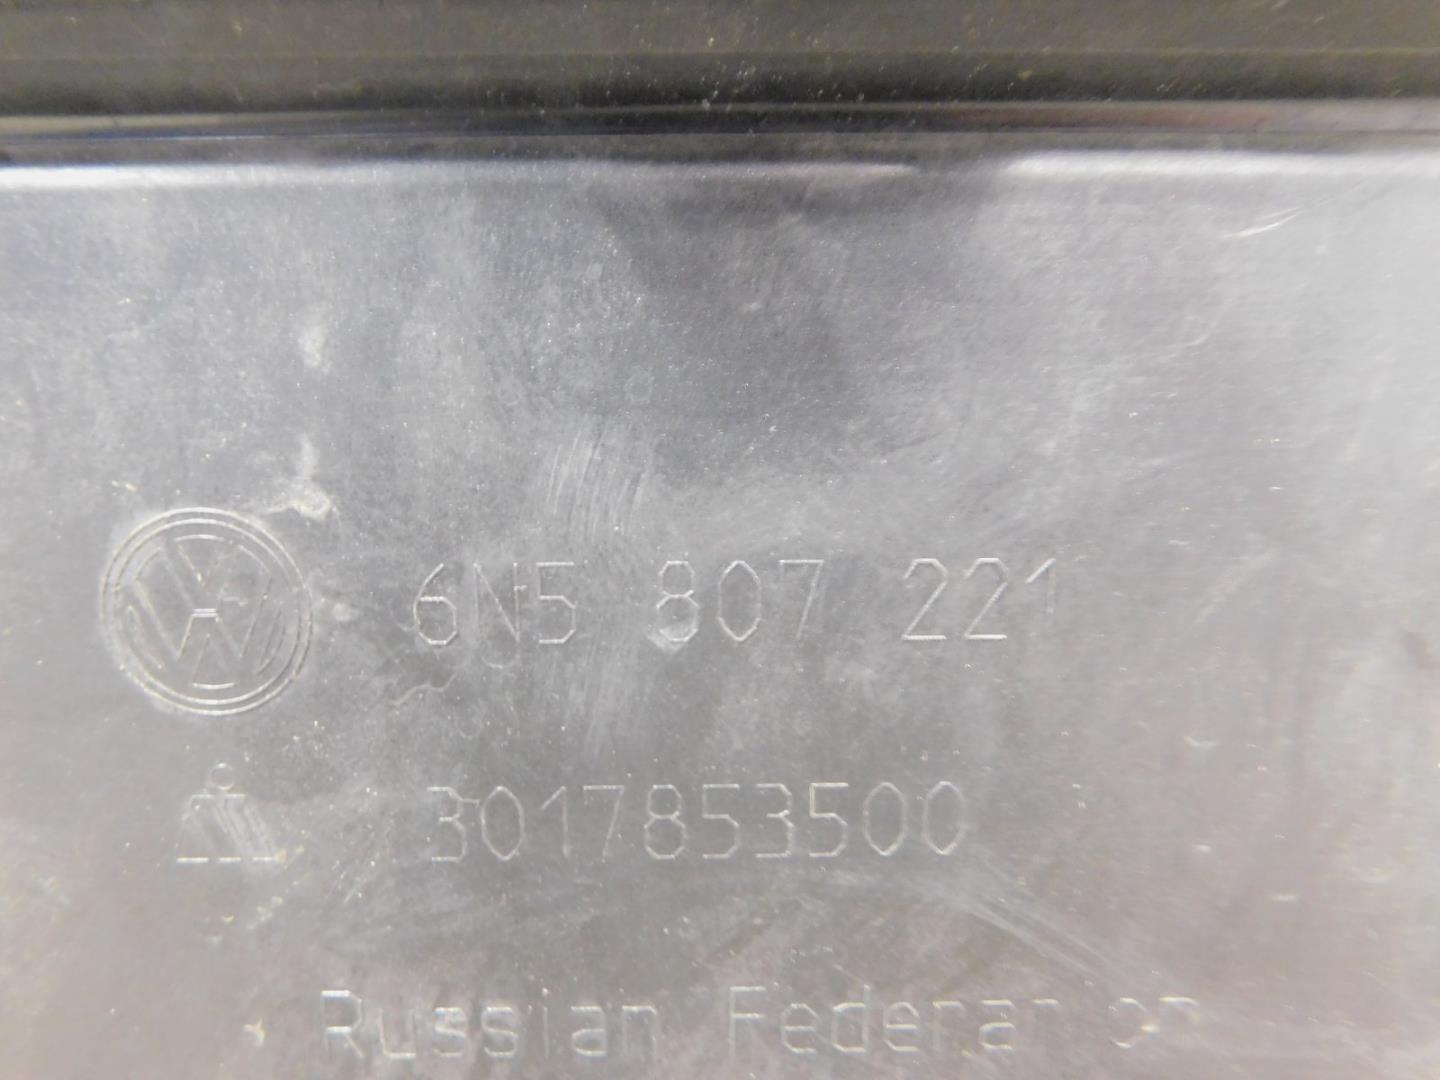 6N5 807 221
3017853500
Russian Federation